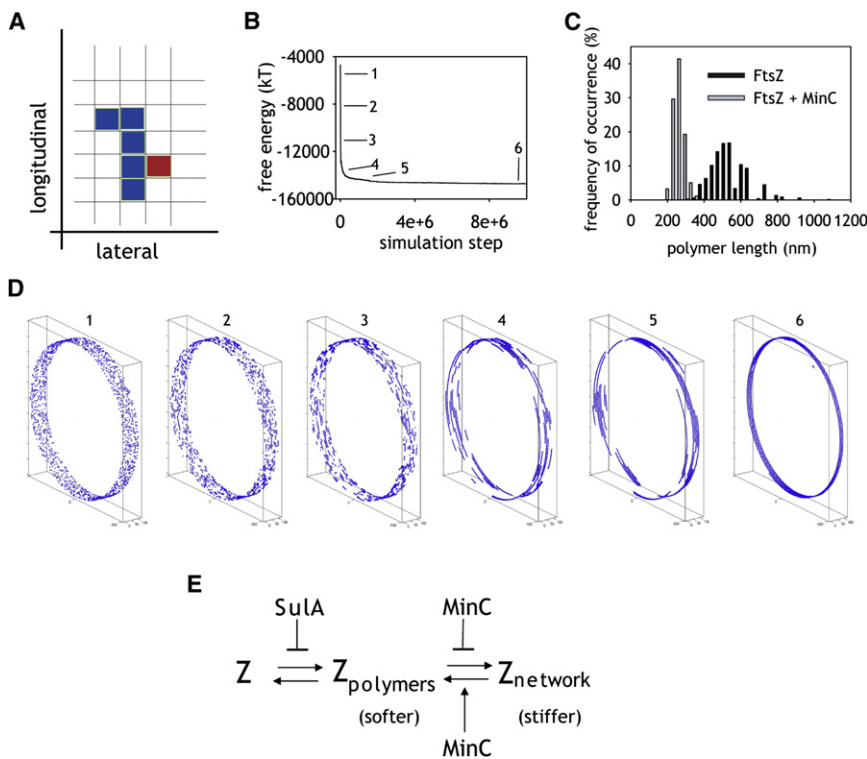 A
longitudinal
lateral
B
free energy (kT)
-4000
-8000
-12000
-160000
1
2
3
4
5
6
0
4e+6
8e+6
simulation step
C
frequency of occurrence (%)
40
30
20
10
0
FtsZ
FtsZ + MinC
0 200 400 600 800 1000 1200
polymer length (nm)
D
1 2 3 4 5 6
E
SulA MinC
Z Zpolymers Znetwork
(softer) (stiffer)
MinC